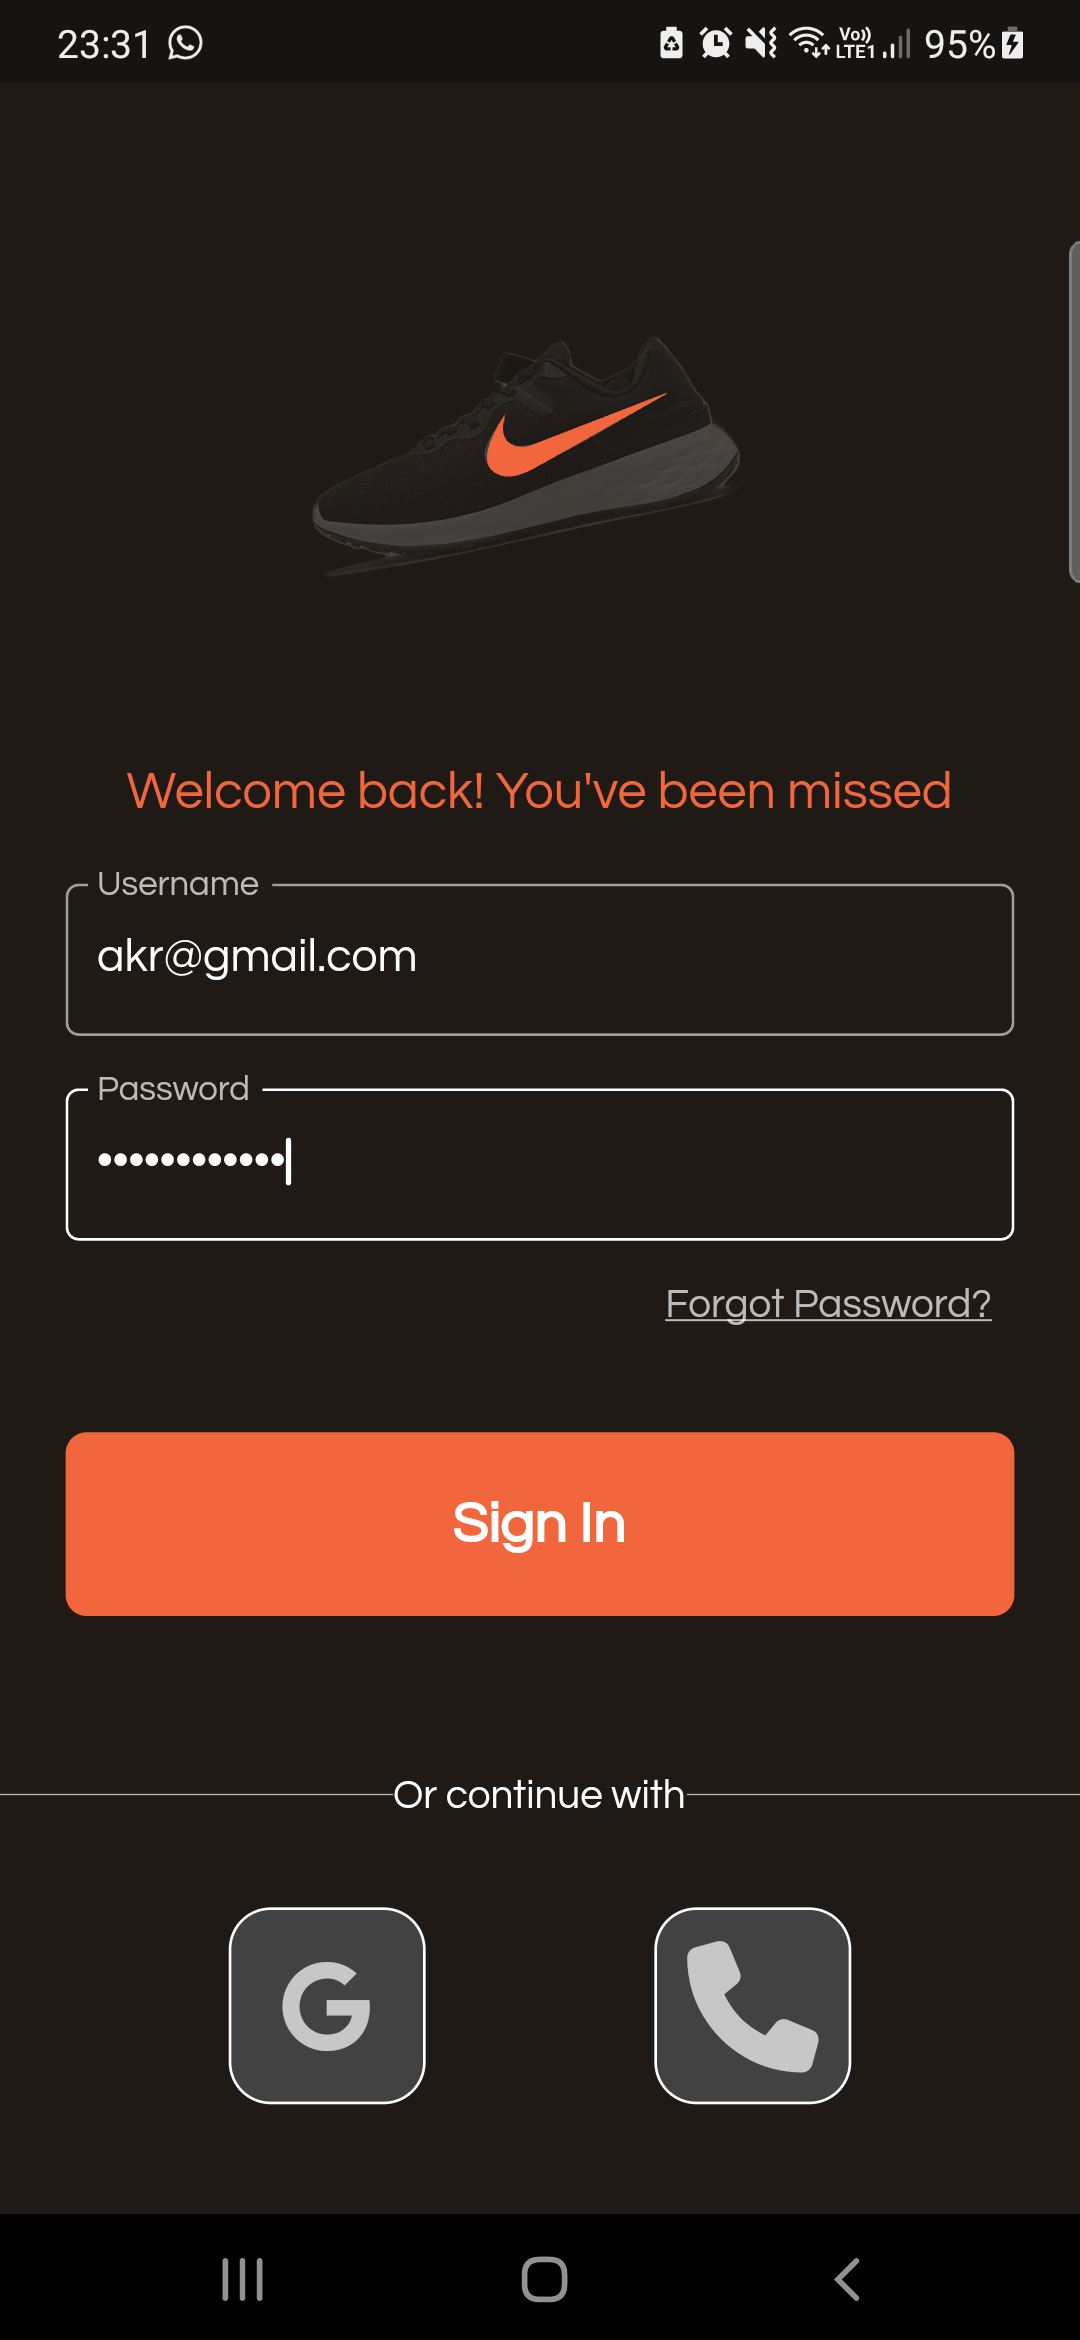 23:31 Vo)) LTE1 95%
Welcome back! You've been missed
Username
akr@gmail.com
Password
••••••••••••
Forgot Password?
Sign In
Or continue with
G